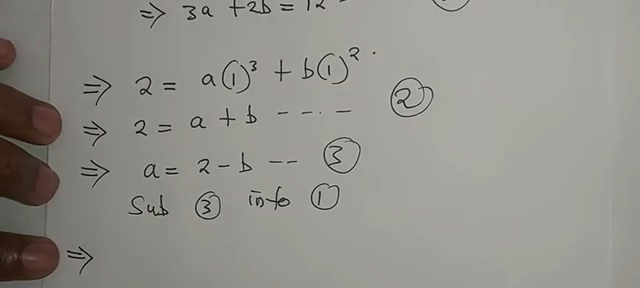 ⇒ 3a + 2b = 12
⇒ 2 = a(1)³ + b(1)².
⇒ 2 = a + b ---- ②
⇒ a = 2 - b -- ③
Sub ③ into ①
⇒